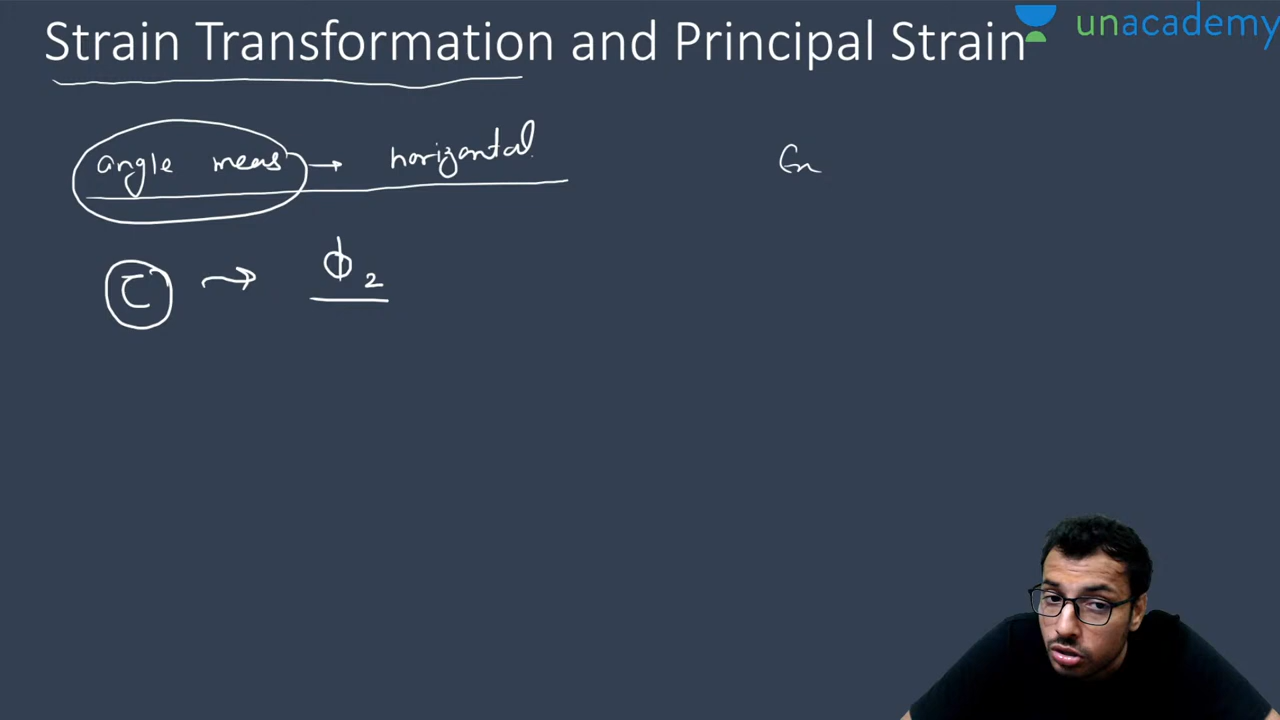 Strain Transformation and Principal Strain
unacademy
angle meas → horizontal
τ → ϕ2